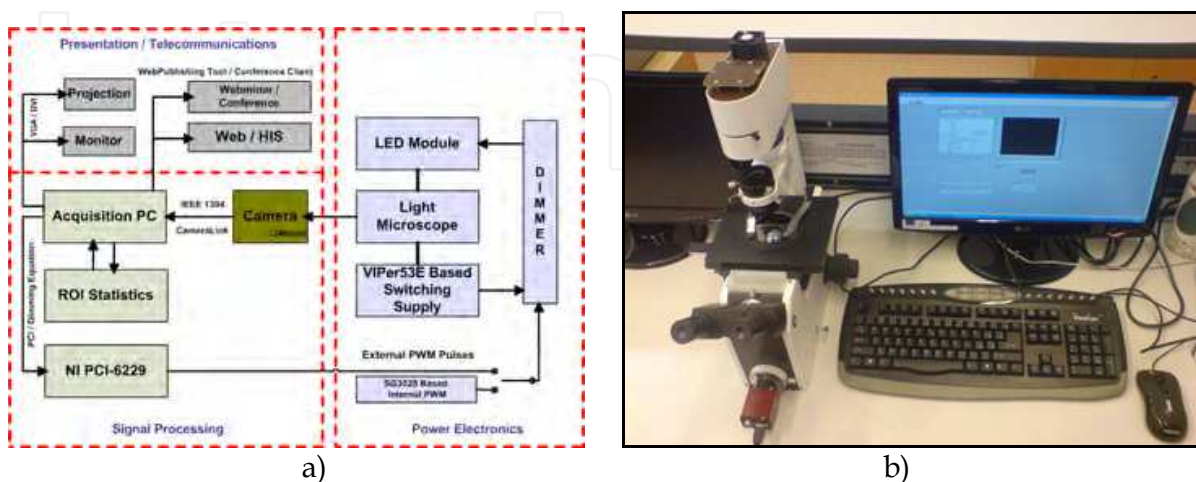 Presentation / Telecommunications
WebPublishing Tool / Conference Client
Projection
Webminar /
Conference
VGA / DVI
Monitor
Web / HIS
Acquisition PC
IEEE 1394
CameraLink
Camera
ROI Statistics
PCI / Dimming Equation
NI PCI-6229
Signal Processing
LED Module
Light
Microscope
VIPer53E Based
Switching
Supply
DIMMER
External PWM Pulses
SG3525 Based
Internal PWM
Power Electronics
a)
b)